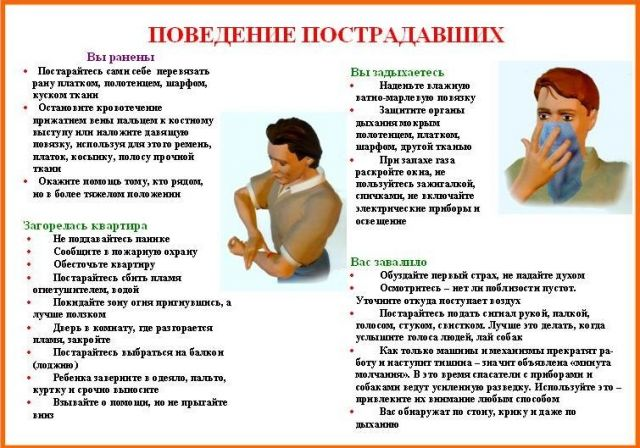 ПОВЕДЕНИЕ ПОСТРАДАВШИХ
Вы ранены
• Постарайтесь сами себе перевязать
рану платком, полотенцем, шарфом,
куском ткани
• Остановите кровотечение
прижатием вены пальцем к костному
выступу или наложите давящую
повязку, используя для этого ремень,
платок, косынку, полосу прочной
ткани
• Окажите помощь тому, кто рядом,
но в более тяжелом положении
Загорелась квартира
• Не поддавайтесь панике
• Сообщите в пожарную охрану
• Обесточьте квартиру
• Постарайтесь сбить пламя
огнетушителем, водой
• Покидайте зону огня пригнувшись, а
лучше ползком
• Дверь в комнату, где разгорается
пламя, закройте
• Постарайтесь выбраться на балкон
(лоджию)
• Ребенка заверните в одеяло, пальто,
куртку и срочно выносите
• Взывайте о помощи, но не прыгайте
вниз
Вы задыхаетесь
• Наденьте влажную
ватно-марлевую повязку
• Защитите органы
дыхания мокрым
полотенцем, платком,
шарфом, другой тканью
• При запахе газа
раскройте окна, не
пользуйтесь зажигалкой,
спичками, не включайте
электрические приборы и
освещение
Вас завалило
• Обуздайте первый страх, не падайте духом
• Осмотритесь – нет ли поблизости пустот.
Уточните откуда поступает воздух
• Постарайтесь подать сигнал рукой, палкой,
голосом, стуком, свистком. Лучше это делать, когда
услышите голоса людей, лай собак
• Как только машины и механизмы прекратят ра-
боту и наступит тишина – значит объявлена «минута
молчания». В это время спасатели с приборами и
собаками ведут усиленную разведку. Используйте это –
привлеките их внимание любым способом
• Вас обнаружат по стону, крику и даже по
дыханию